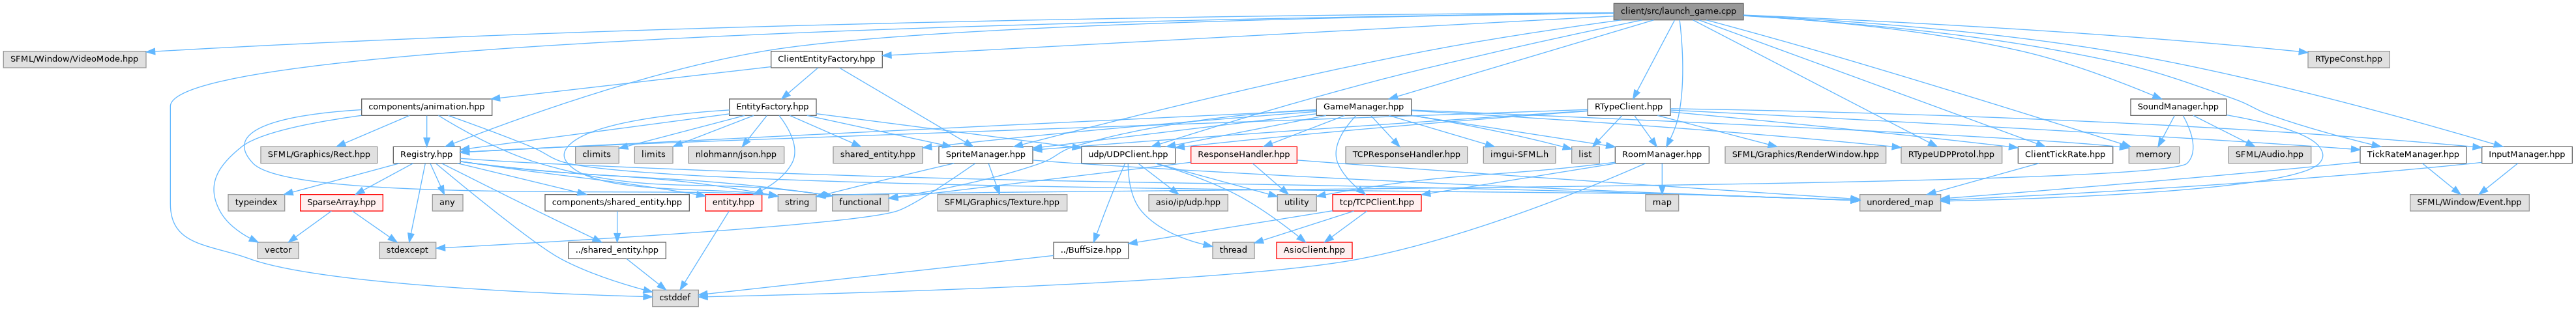 client/src/launch_game.cpp
SFML/Window/VideoMode.hpp
ClientEntityFactory.hpp
RTypeConst.hpp
components/animation.hpp
EntityFactory.hpp
GameManager.hpp
RTypeClient.hpp
SoundManager.hpp
SFML/Graphics/Rect.hpp
Registry.hpp
climits
limits
nlohmann/json.hpp
shared_entity.hpp
SpriteManager.hpp
udp/UDPClient.hpp
ResponseHandler.hpp
TCPResponseHandler.hpp
imgui-SFML.h
list
RoomManager.hpp
SFML/Graphics/RenderWindow.hpp
RTypeUDPProtol.hpp
ClientTickRate.hpp
memory
SFML/Audio.hpp
TickRateManager.hpp
InputManager.hpp
typeindex
SparseArray.hpp
any
components/shared_entity.hpp
entity.hpp
string
functional
SFML/Graphics/Texture.hpp
asio/ip/udp.hpp
utility
tcp/TCPClient.hpp
map
unordered_map
SFML/Window/Event.hpp
vector
stdexcept
../shared_entity.hpp
../BuffSize.hpp
thread
AsioClient.hpp
cstddef